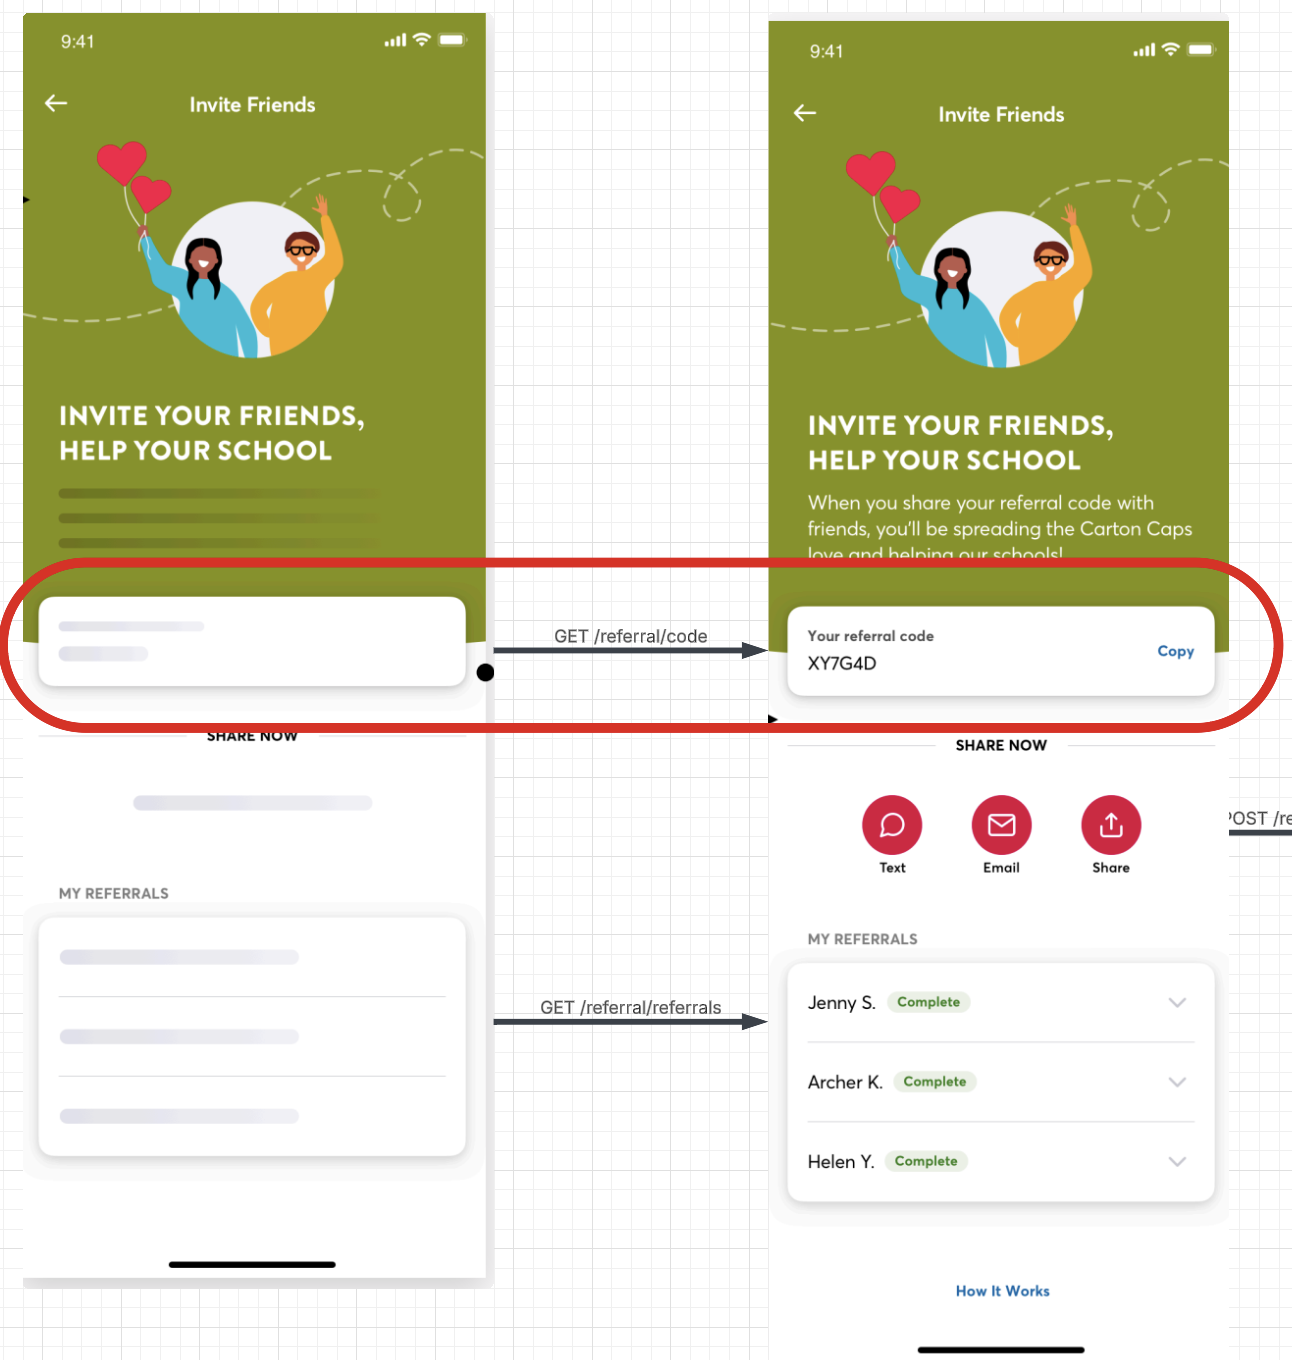 9:41
Invite Friends
INVITE YOUR FRIENDS,
HELP YOUR SCHOOL
SHARE NOW
MY REFERRALS
GET /referral/code
GET /referral/referrals
9:41
Invite Friends
INVITE YOUR FRIENDS,
HELP YOUR SCHOOL
When you share your referral code with
friends, you'll be spreading the Carton Caps
love and helping our schools!
Your referral code
XY7G4D
Copy
SHARE NOW
Text
Email
Share
MY REFERRALS
Jenny S. Complete
Archer K. Complete
Helen Y. Complete
How It Works
POST /re